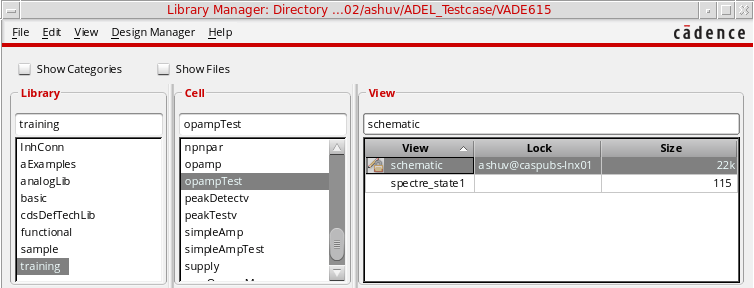 Library Manager: Directory ...02/ashuv/ADEL_Testcase/VADE615
File Edit View Design Manager Help
cādence
Show Categories Show Files
Library
training
InhConn
aExamples
analogLib
basic
cdsDefTechLib
functional
sample
training
Cell
opampTest
npnpar
opamp
opampTest
peakDetectv
peakTestv
simpleAmp
simpleAmpTest
supply
View
schematic
View Lock Size
schematic ashuv@caspubs-lnx01 22k
spectre_state1 115